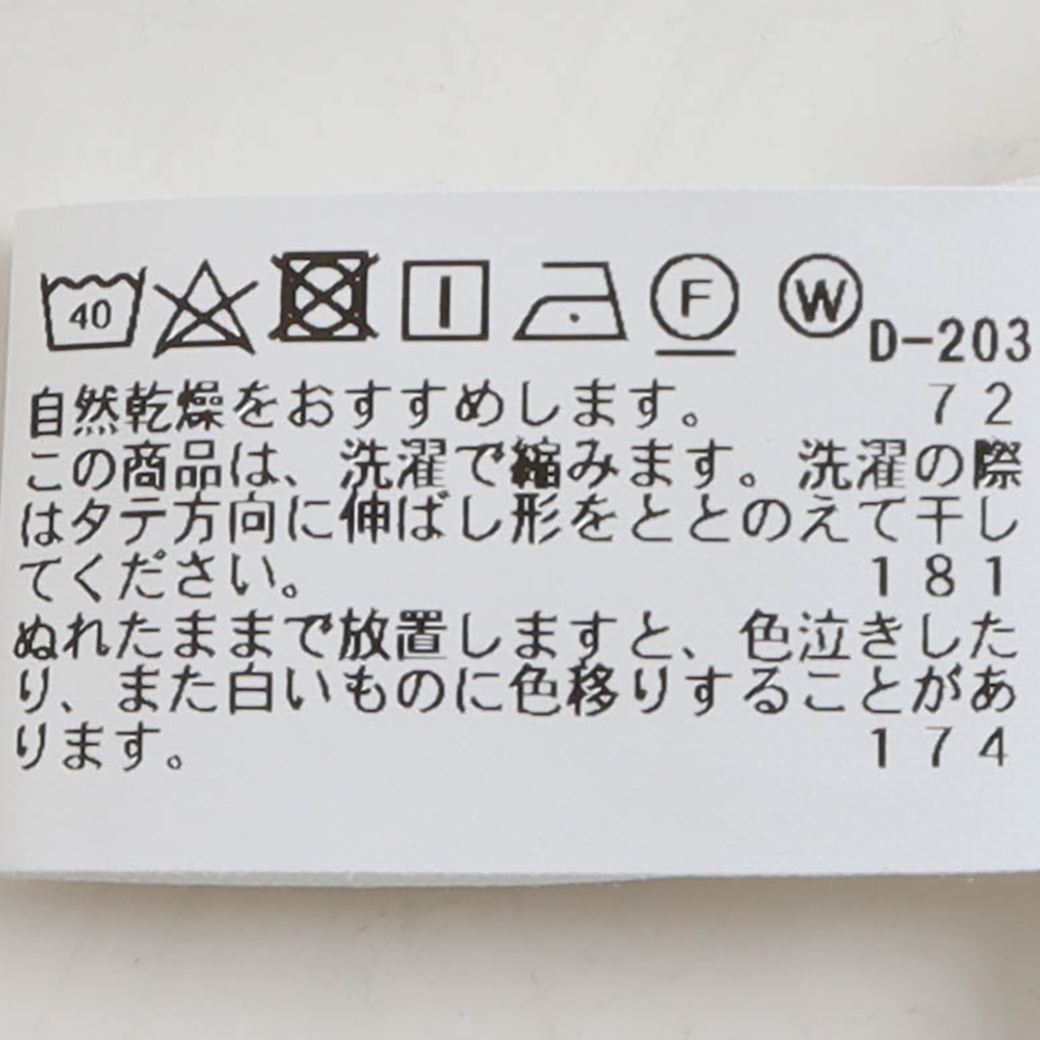 40 F W D-203
自然乾燥をおすすめします。 72
この商品は、洗濯で縮みます。洗濯の際
はタテ方向に伸ばし形をととのえて干し
てください。 181
ぬれたままで放置しますと、色泣きした
り、また白いものに色移りすることがあ
ります。 174